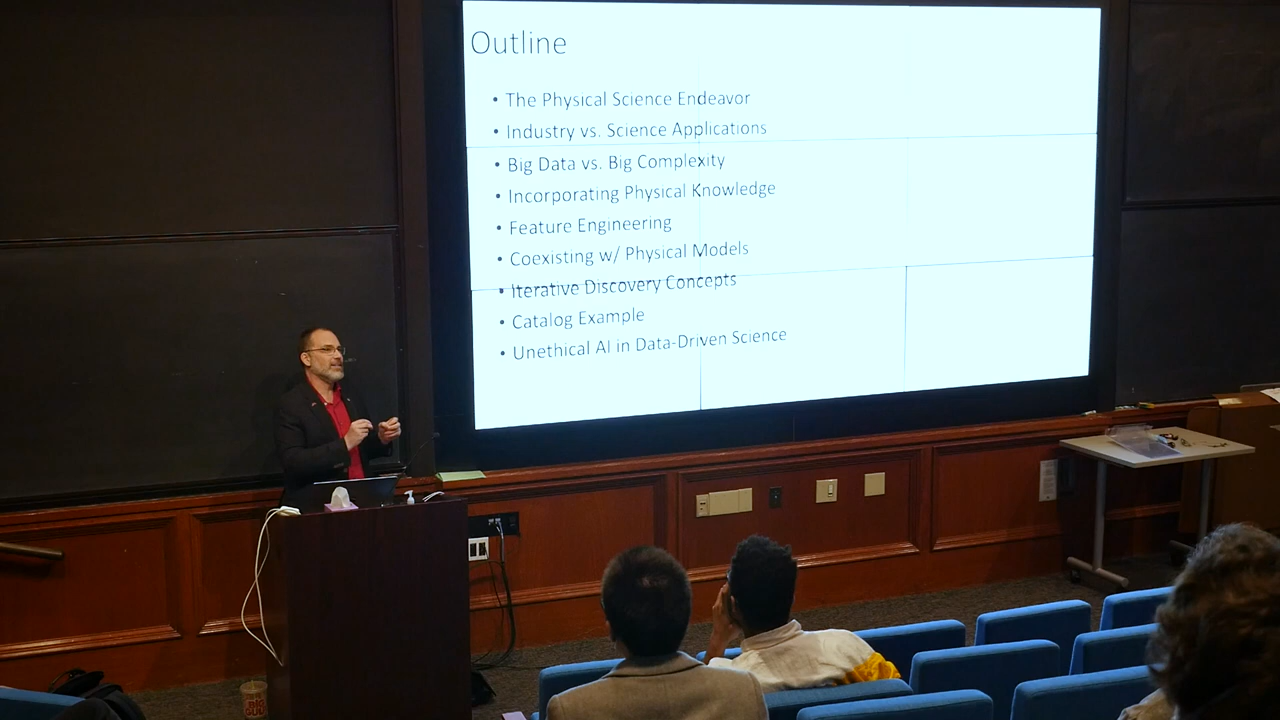 Outline
• The Physical Science Endeavor
• Industry vs. Science Applications
• Big Data vs. Big Complexity
• Incorporating Physical Knowledge
• Feature Engineering
• Coexisting w/ Physical Models
• Iterative Discovery Concepts
• Catalog Example
• Unethical AI in Data-Driven Science